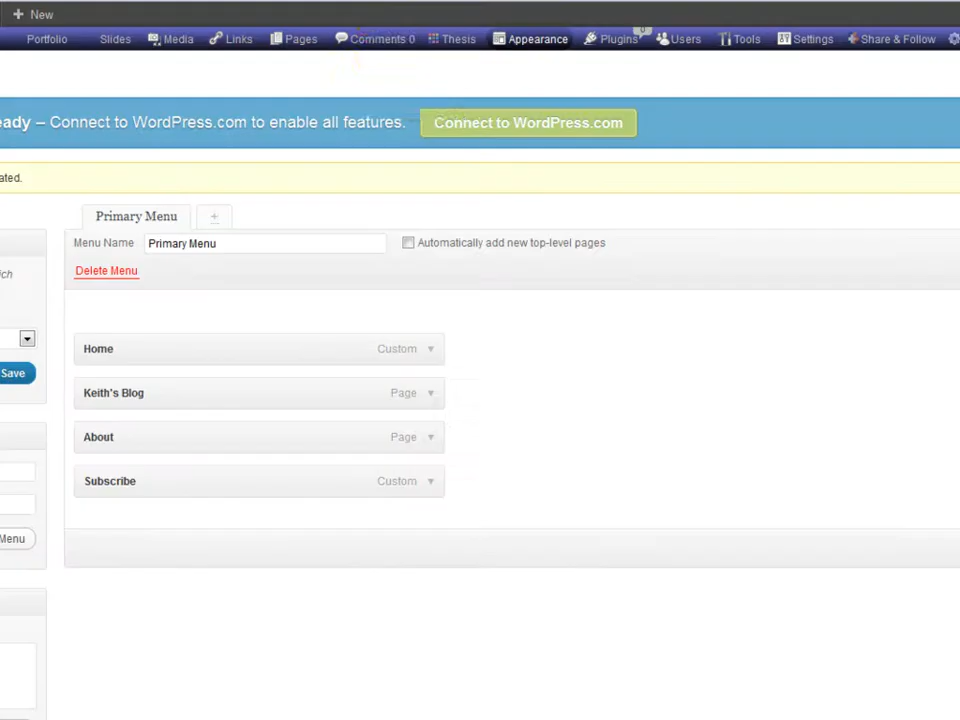 New
Portfolio Slides Media Links Pages Comments 0 Thesis Appearance Plugins 0 Users Tools Settings Share & Follow
eady – Connect to WordPress.com to enable all features. Connect to WordPress.com
ated.
Primary Menu +
Menu Name Primary Menu Automatically add new top-level pages
Delete Menu
ich
Home Custom
Save
Keith's Blog Page
About Page
Subscribe Custom
Menu